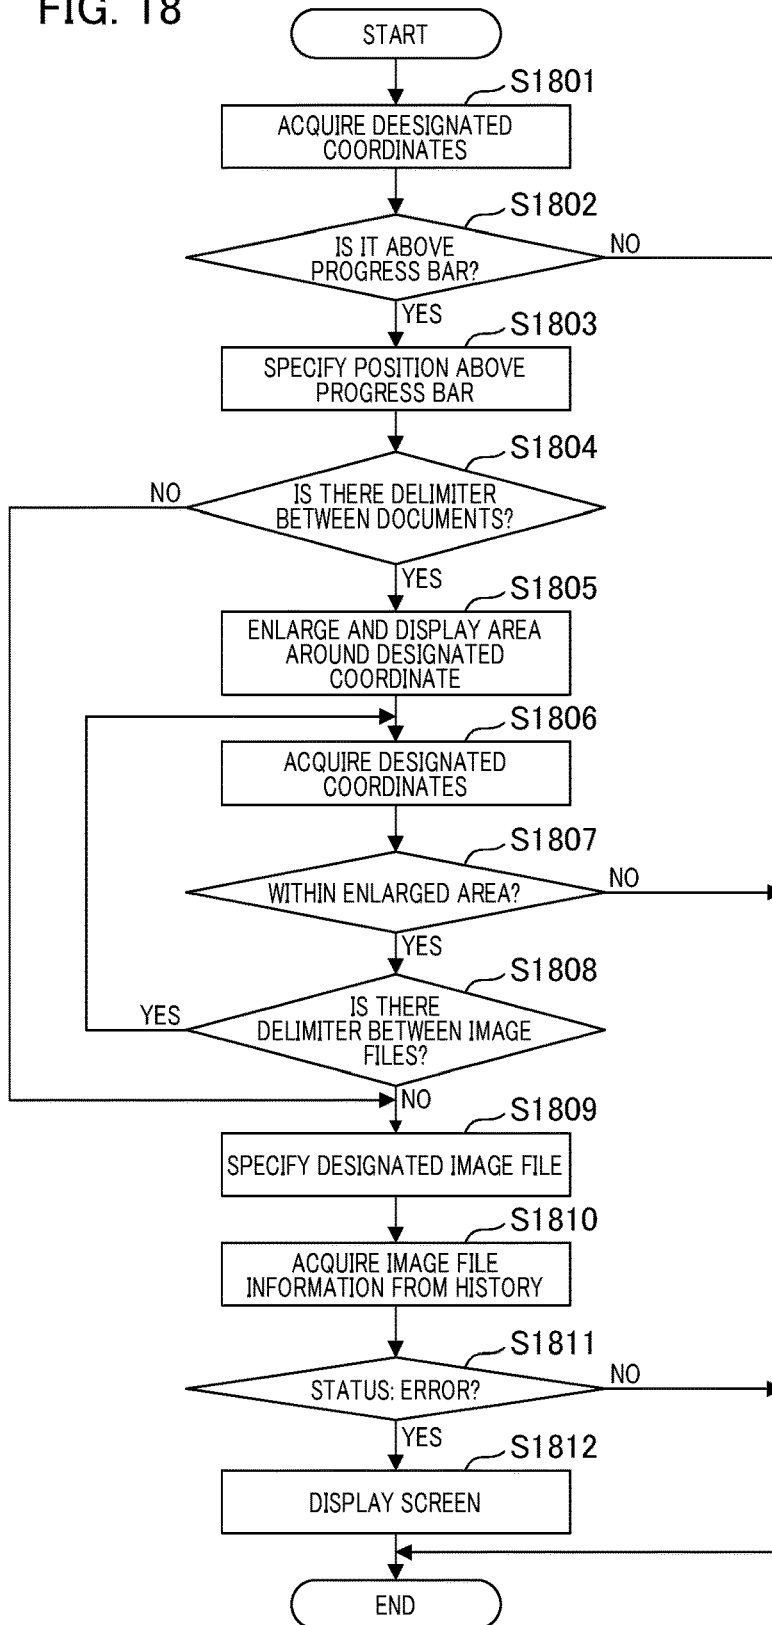 FIG. 18
START
S1801
ACQUIRE DEESIGNATED
COORDINATES
S1802
IS IT ABOVE
PROGRESS BAR?
NO
YES
S1803
SPECIFY POSITION ABOVE
PROGRESS BAR
S1804
NO
IS THERE DELIMITER
BETWEEN DOCUMENTS?
YES
S1805
ENLARGE AND DISPLAY AREA
AROUND DESIGNATED
COORDINATE
S1806
ACQUIRE DESIGNATED
COORDINATES
S1807
WITHIN ENLARGED AREA?
NO
YES
S1808
YES
IS THERE
DELIMITER BETWEEN IMAGE
FILES?
NO
S1809
SPECIFY DESIGNATED IMAGE FILE
S1810
ACQUIRE IMAGE FILE
INFORMATION FROM HISTORY
S1811
STATUS: ERROR?
NO
YES
S1812
DISPLAY SCREEN
END